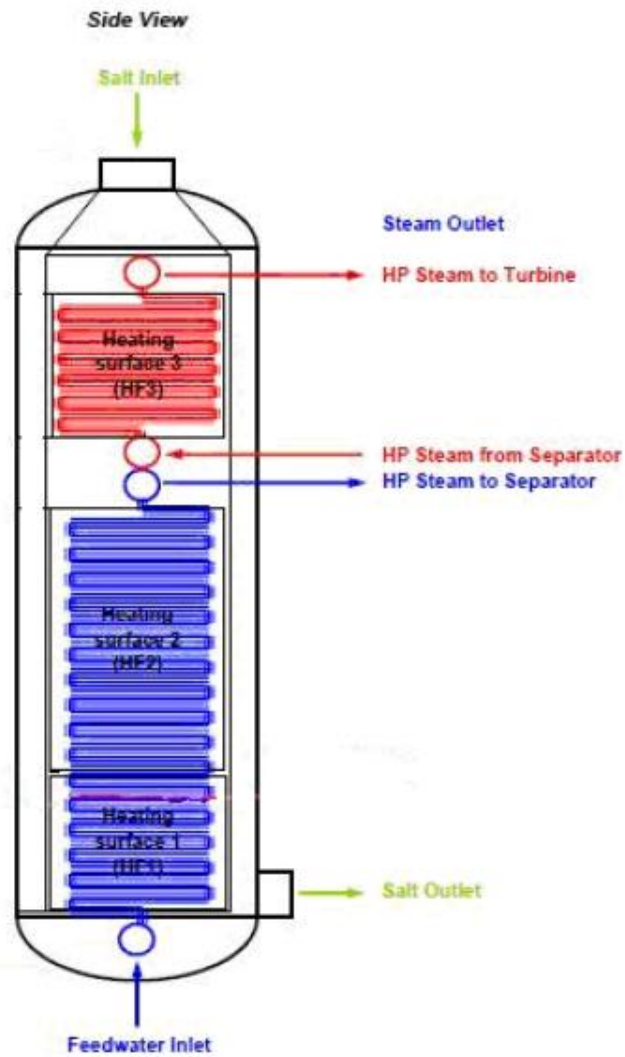 Side View
Salt Inlet
Steam Outlet
HP Steam to Turbine
Heating
surface 3
(HF3)
HP Steam from Separator
HP Steam to Separator
Heating
surface 2
(HF2)
Heating
surface 1
(HF1)
Salt Outlet
Feedwater Inlet